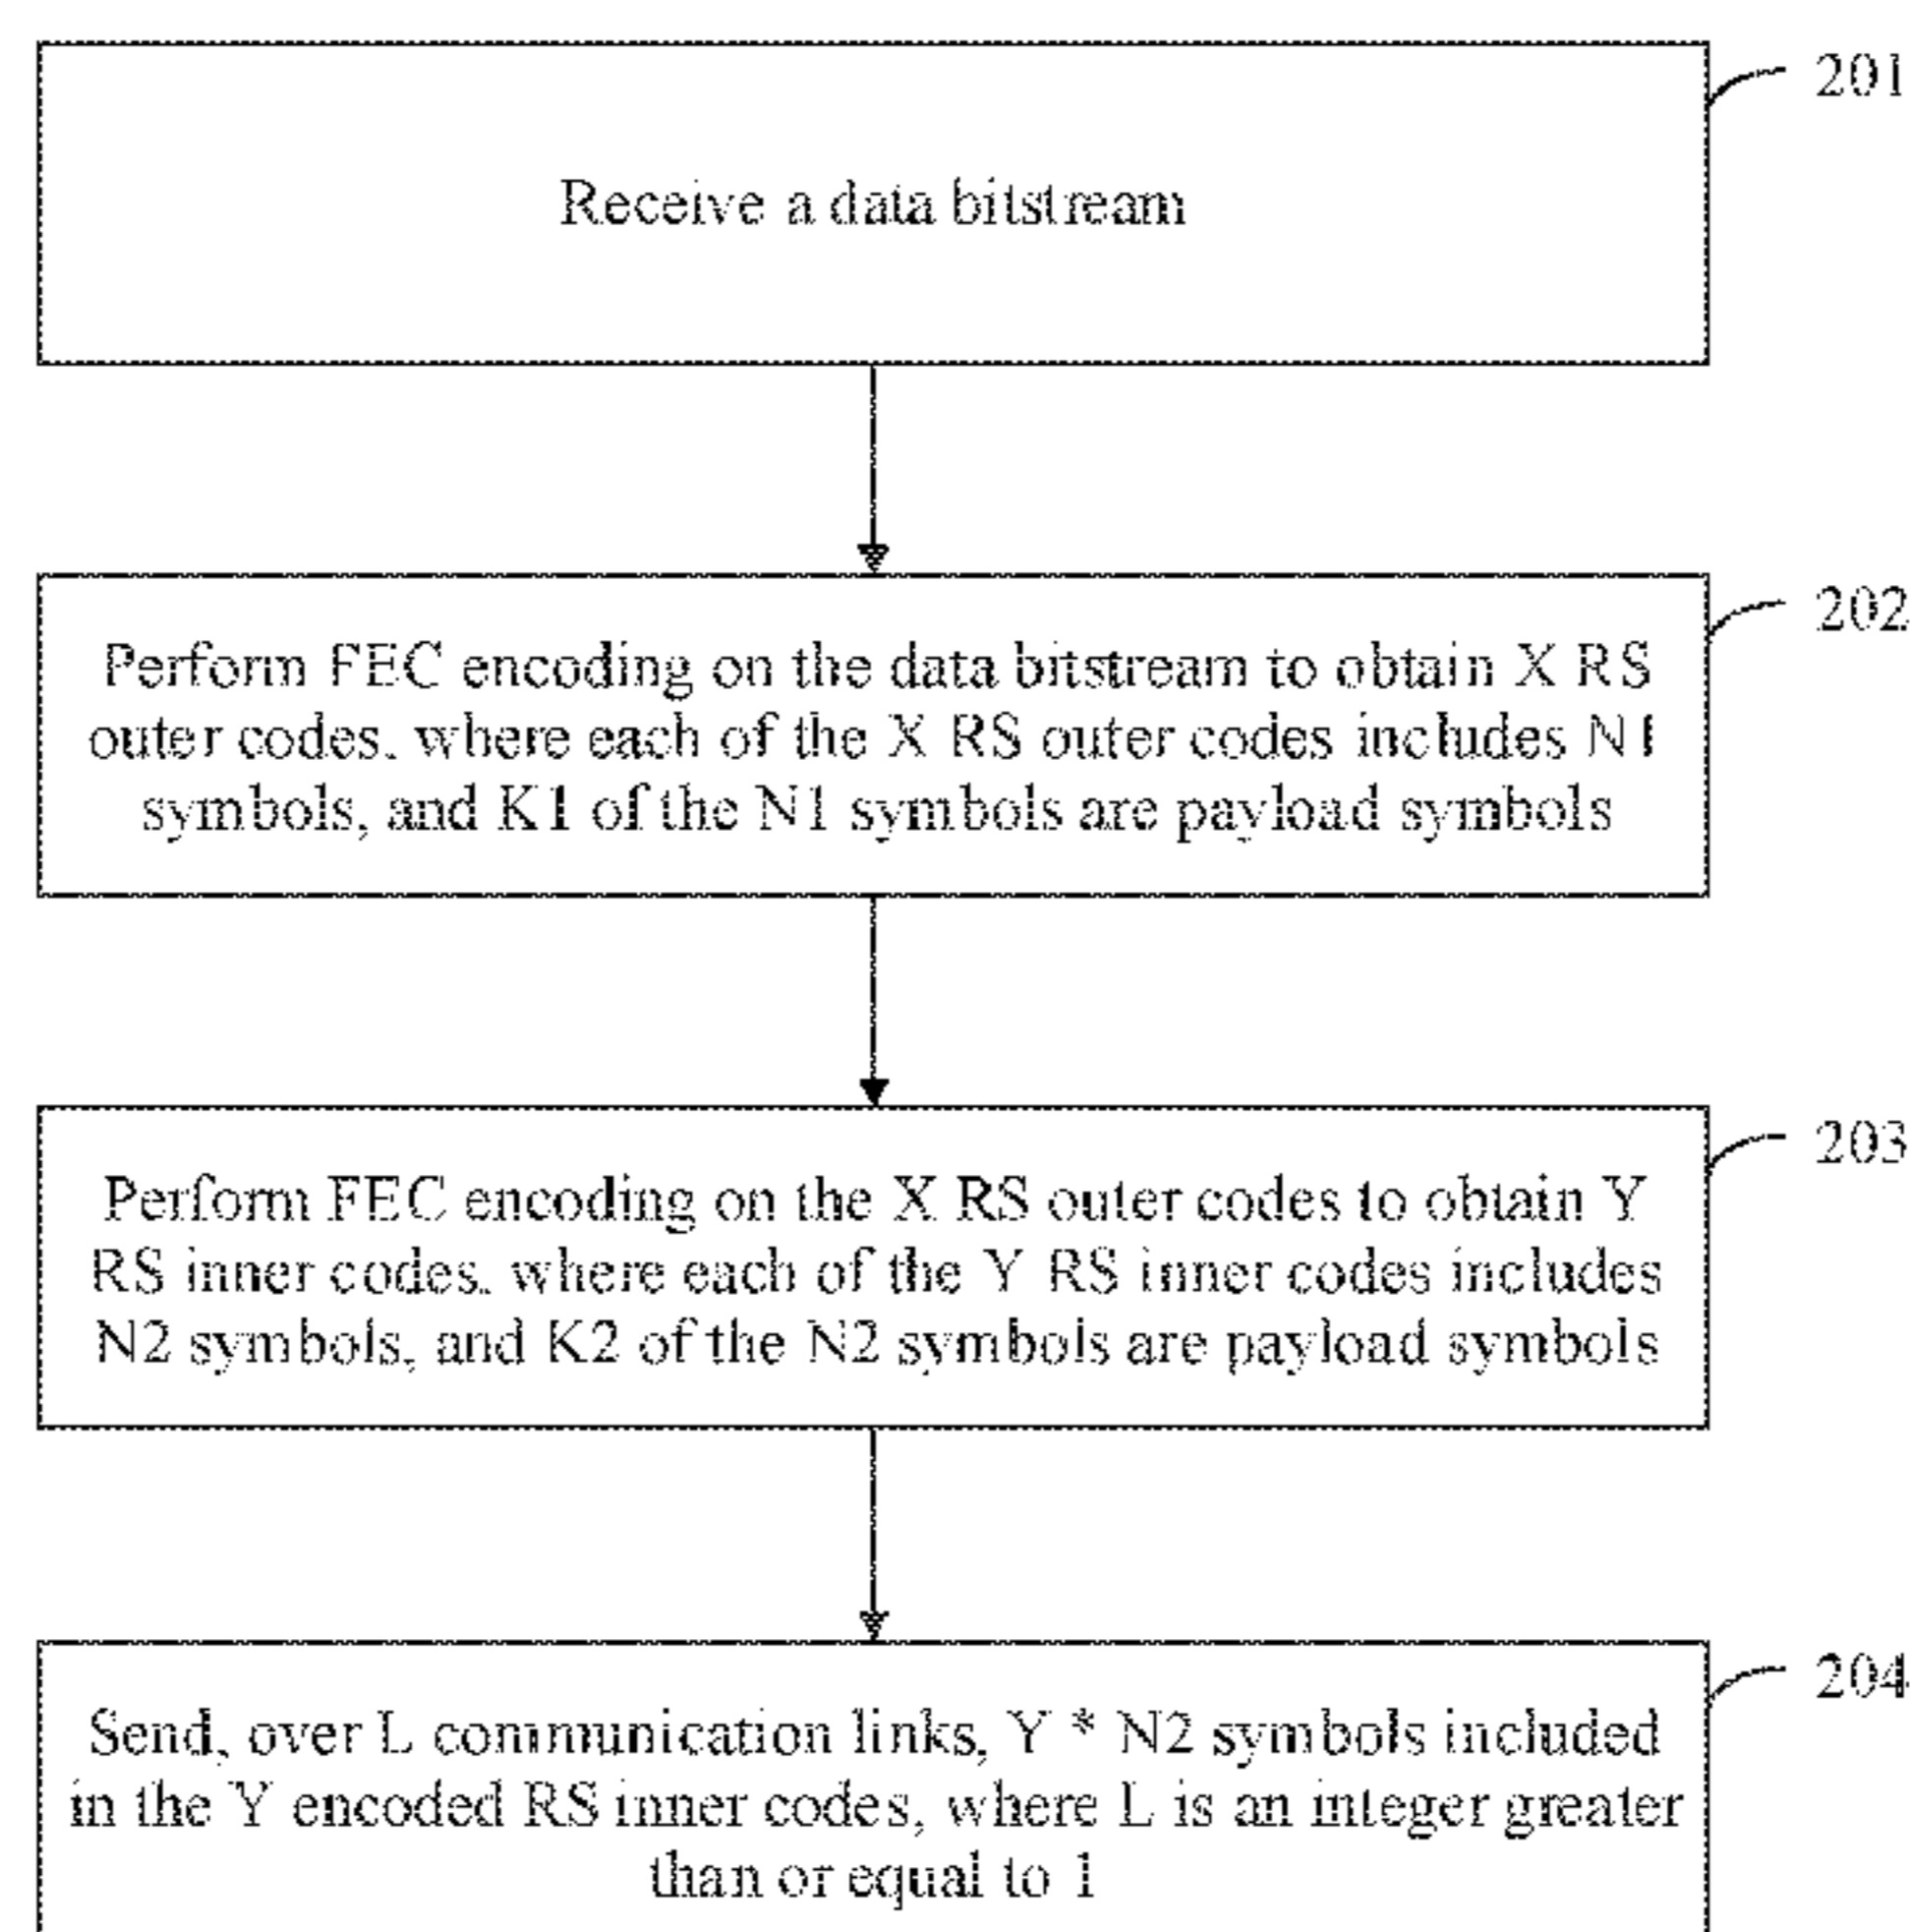 201
Receive a data bitstream
202
Perform FEC encoding on the data bitstream to obtain X RS
outer codes, where each of the X RS outer codes includes N1
symbols, and K1 of the N1 symbols are payload symbols
203
Perform FEC encoding on the X RS outer codes to obtain Y
RS inner codes, where each of the Y RS inner codes includes
N2 symbols, and K2 of the N2 symbols are payload symbols
204
Send, over L communication links, Y * N2 symbols included
in the Y encoded RS inner codes, where L is an integer greater
than or equal to 1